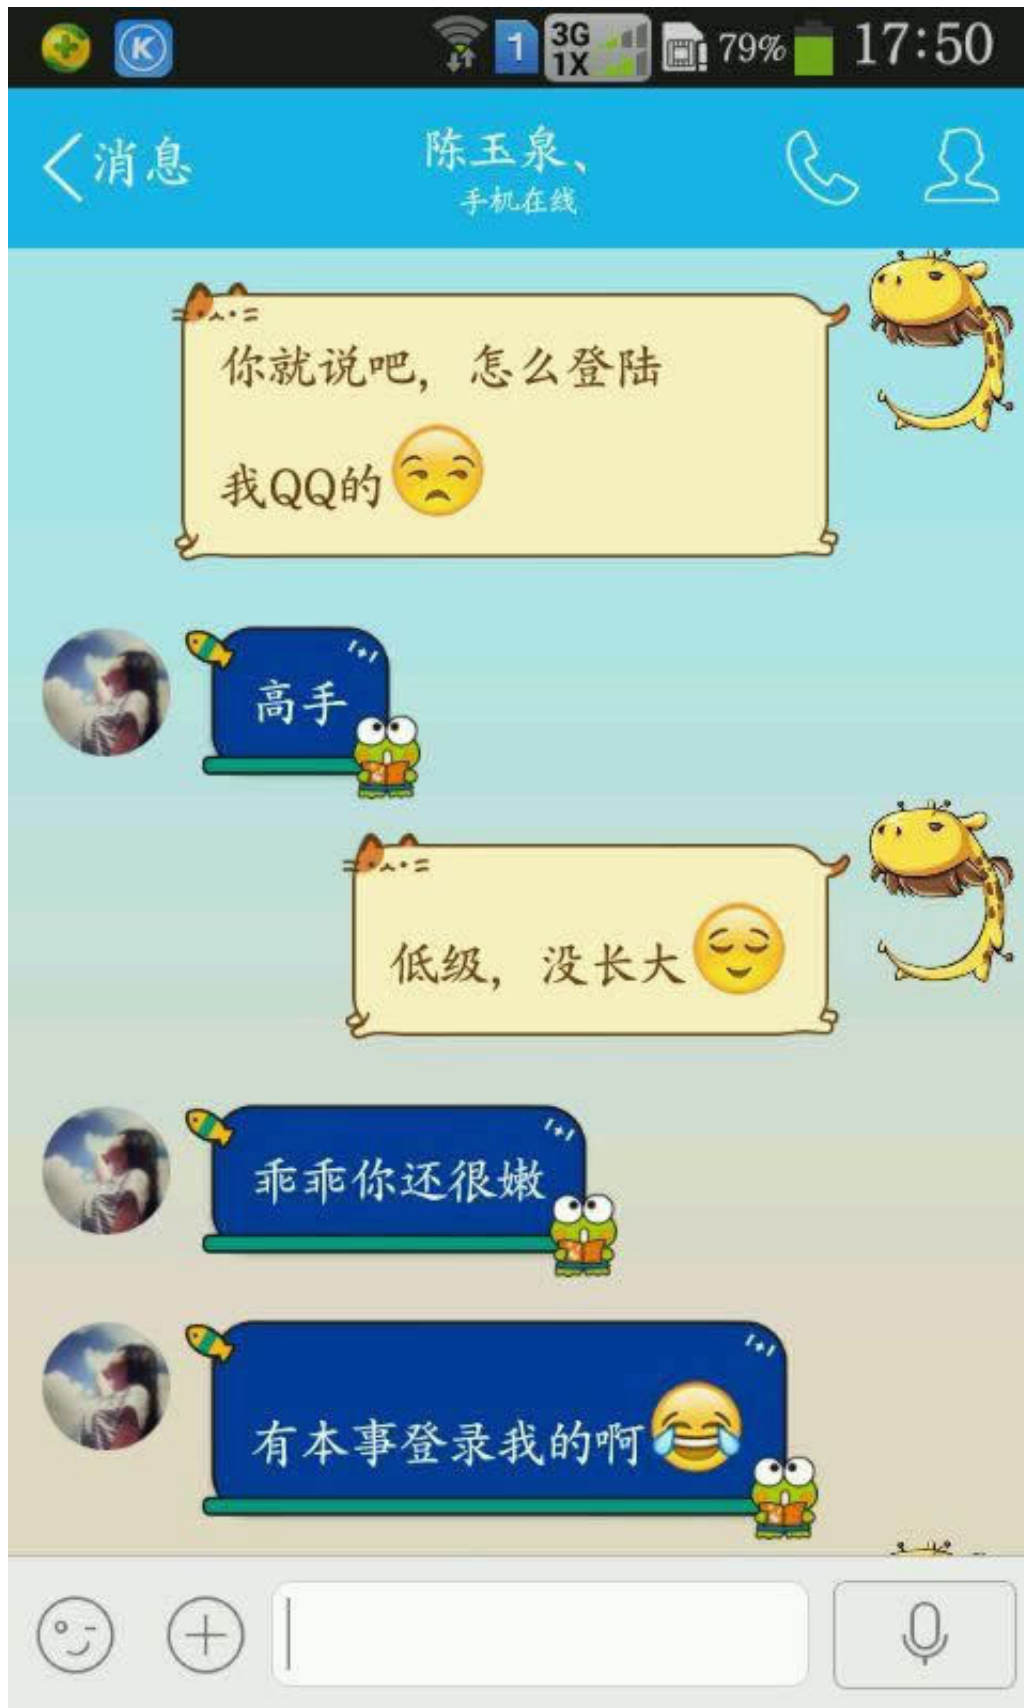 1 3G 1X 79% 17:50
消息
陈玉泉、
手机在线
你就说吧，怎么登陆
我QQ的
高手
低级，没长大
乖乖你还很嫩
有本事登录我的啊